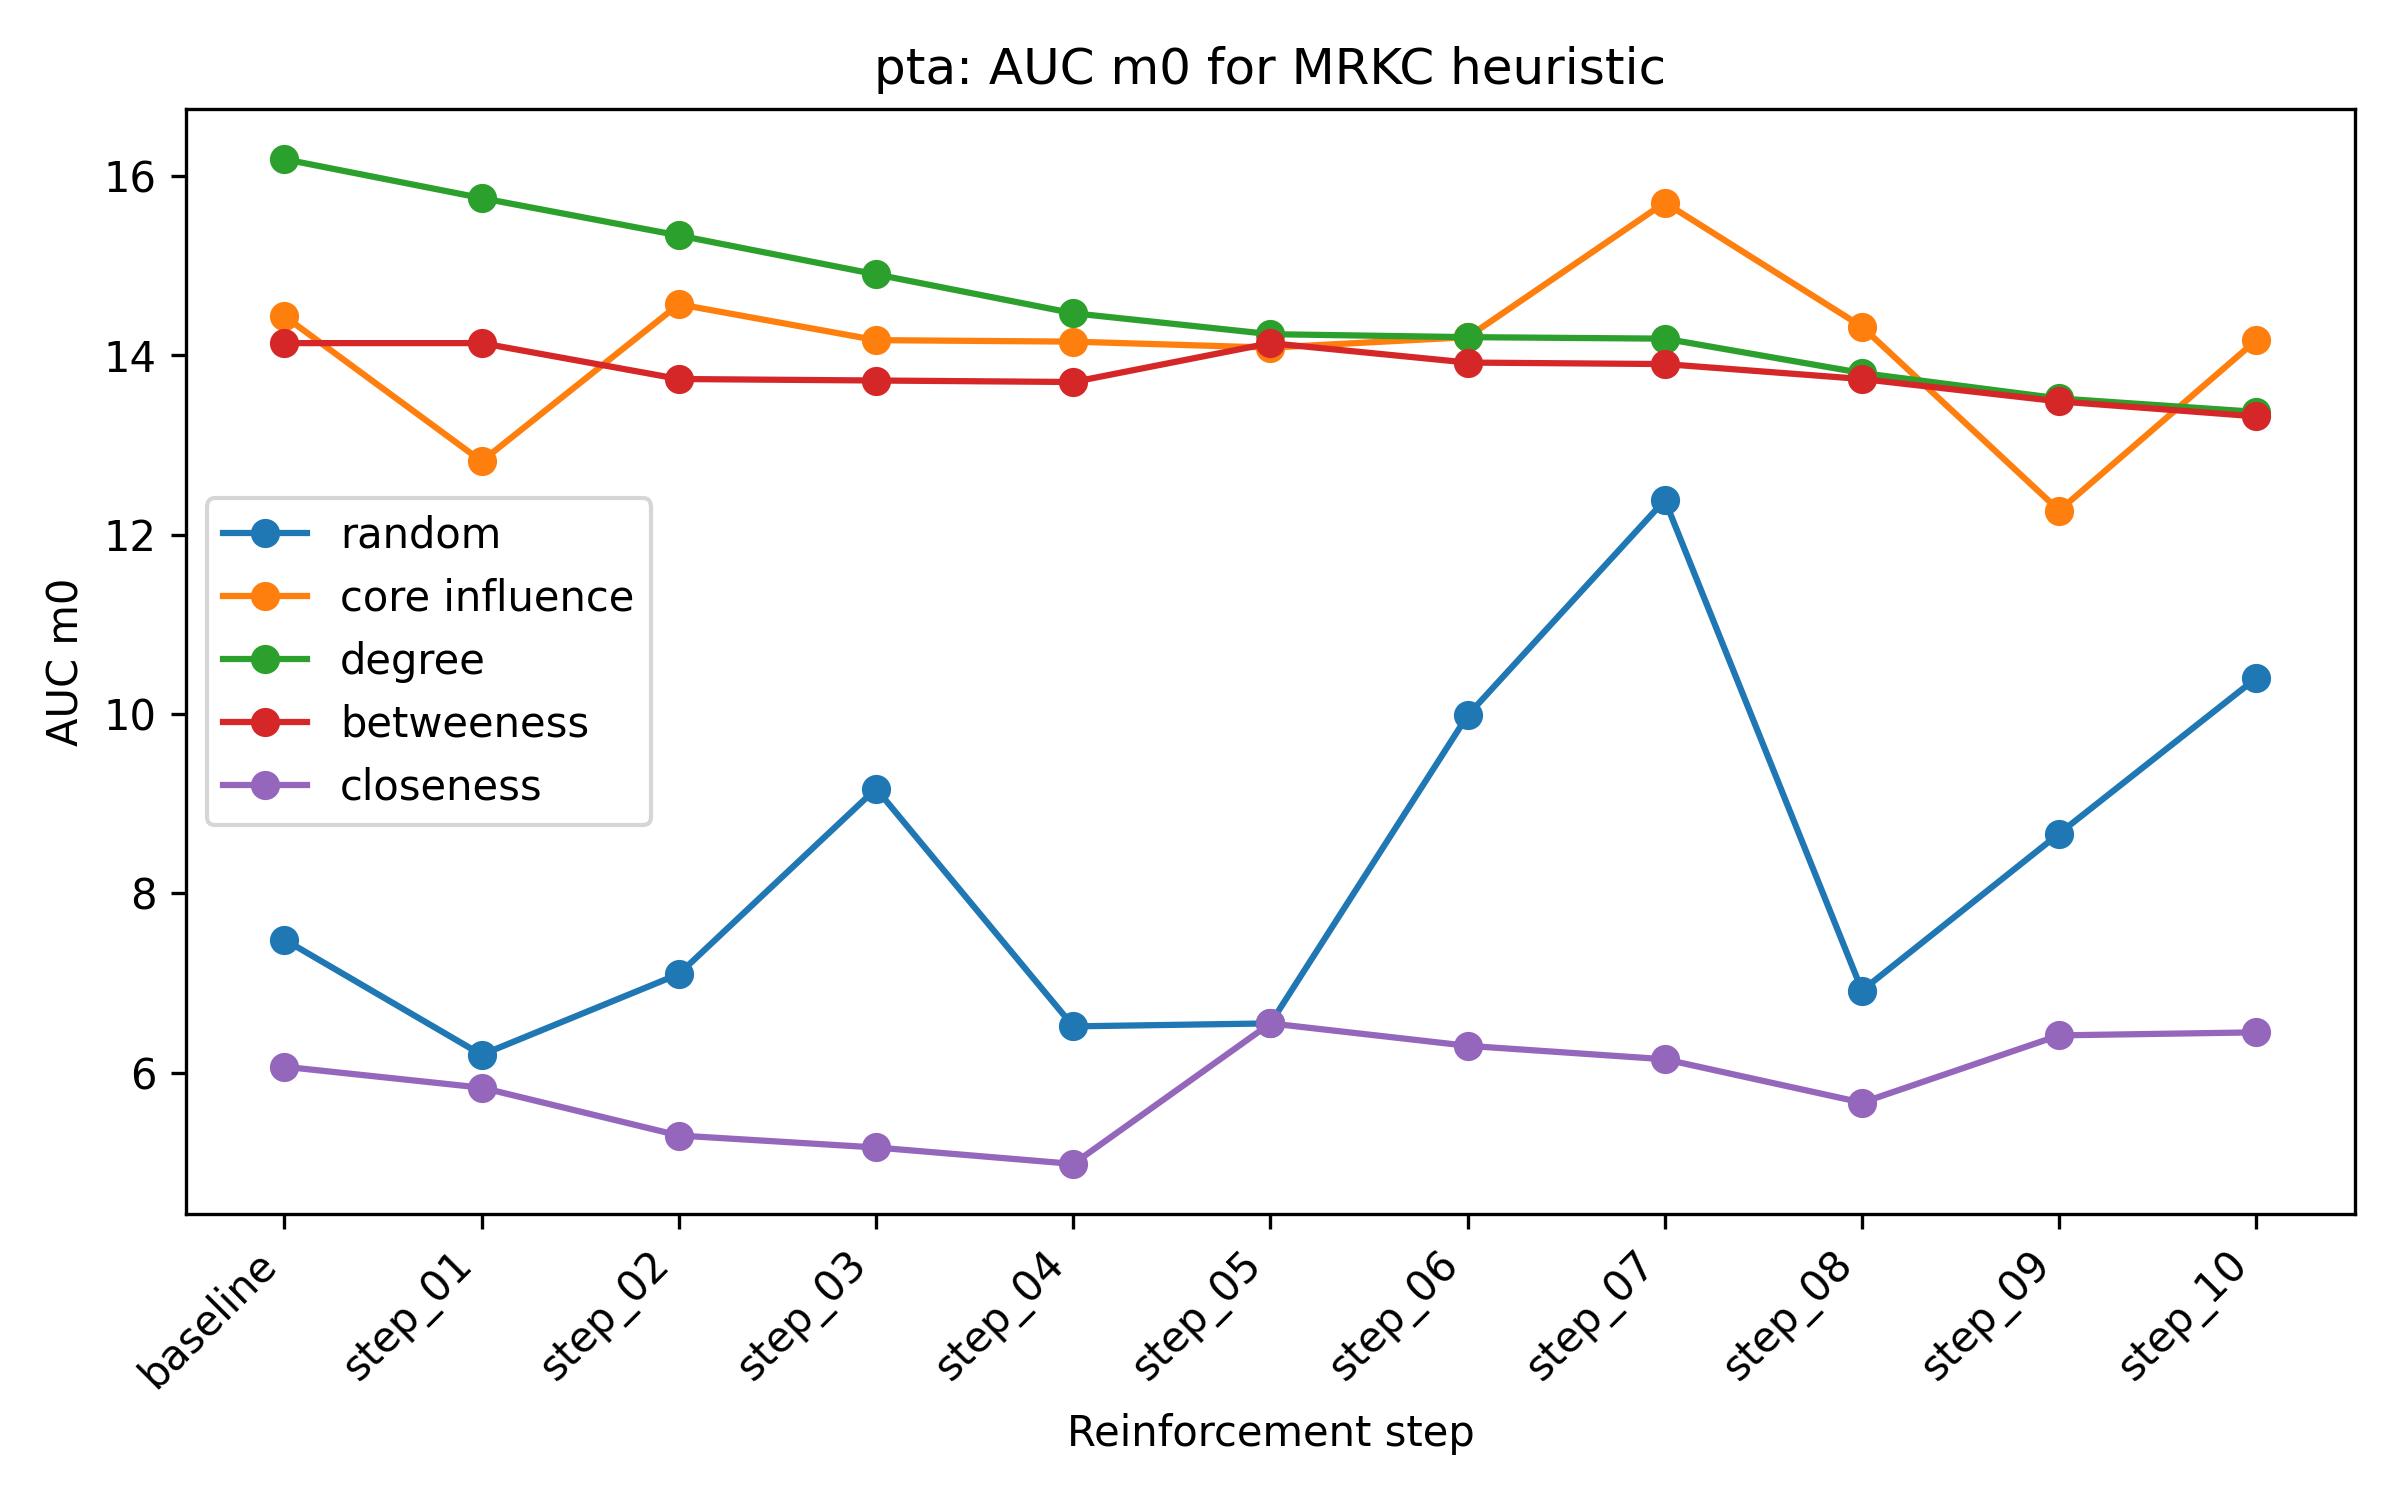 pta: AUC m0 for MRKC heuristic
16
14
12
10
8
6
AUC m0
random
core influence
degree
betweeness
closeness
baseline
step_01
step_02
step_03
step_04
step_05
step_06
step_07
step_08
step_09
step_10
Reinforcement step